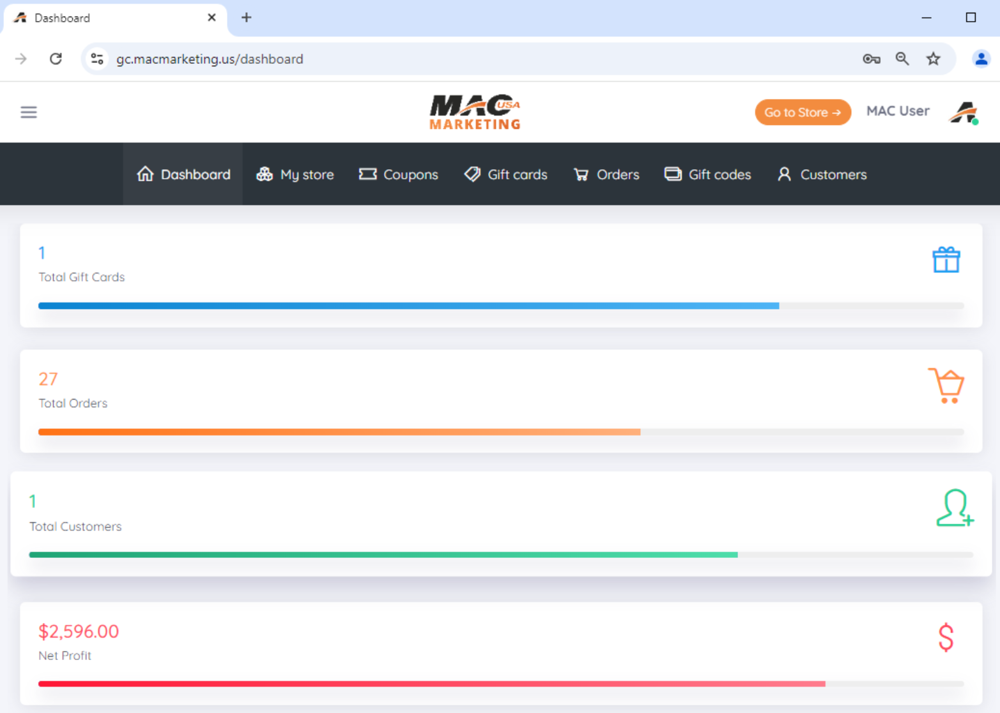 Dashboard
gc.macmarketing.us/dashboard
MAC USA
MARKETING
Go to Store →
MAC User
Dashboard
My store
Coupons
Gift cards
Orders
Gift codes
Customers
1
Total Gift Cards
27
Total Orders
1
Total Customers
$2,596.00
Net Profit
$